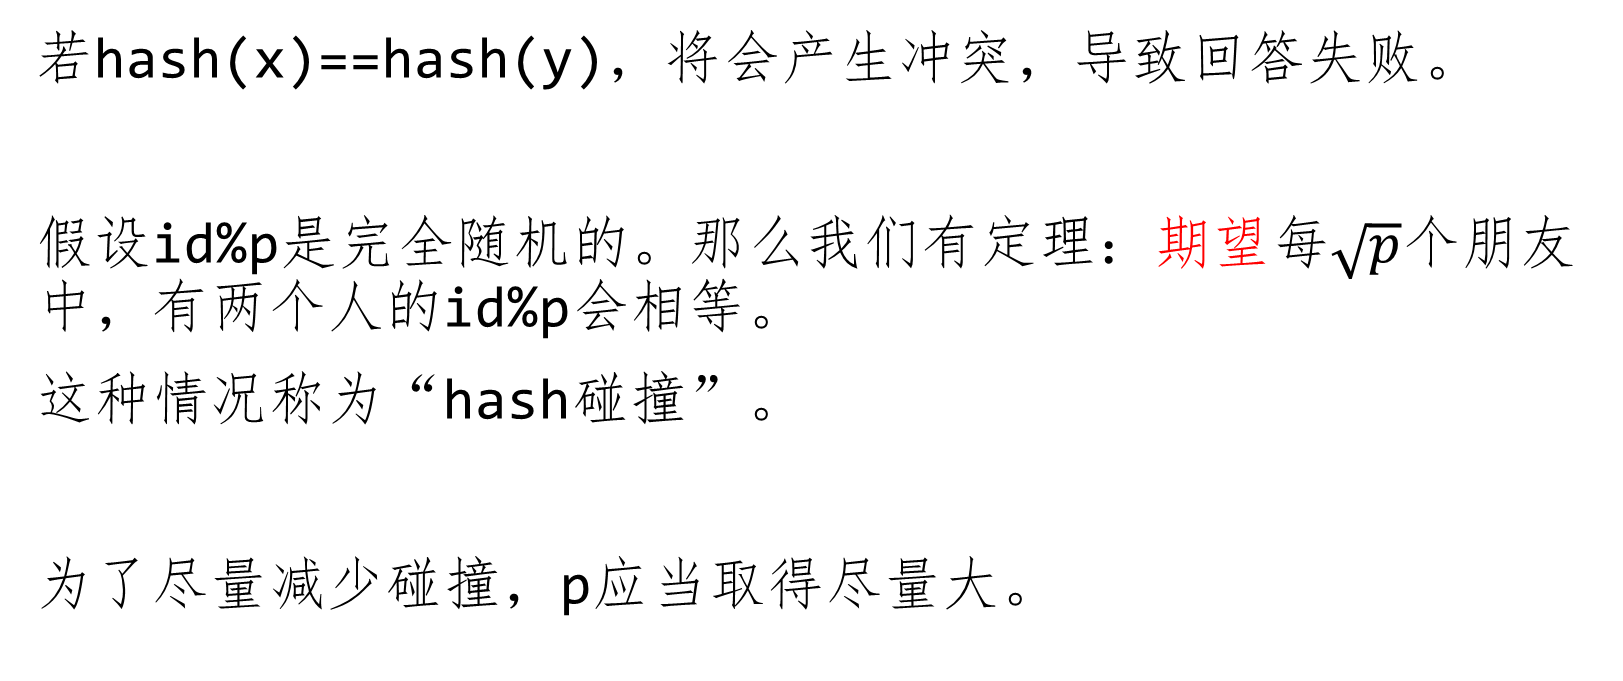 若hash(x)==hash(y)，将会产生冲突，导致回答失败。
假设id%p是完全随机的。那么我们有定理：期望每√p个朋友
中，有两个人的id%p会相等。
这种情况称为“hash碰撞”。
为了尽量减少碰撞，p应当取得尽量大。